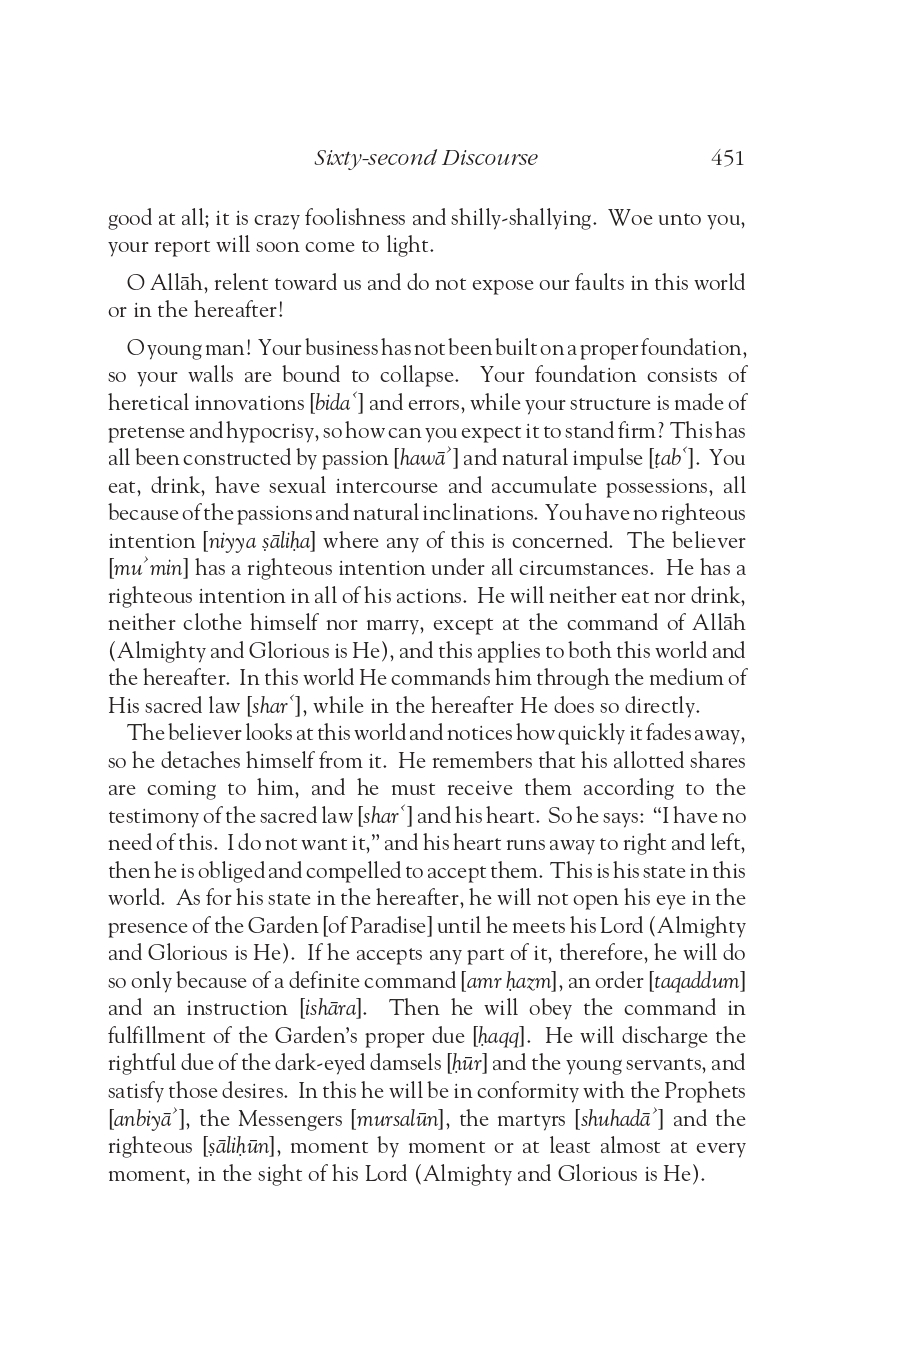 Sixty-second Discourse 451
good at all; it is crazy foolishness and shilly-shallying. Woe unto you,
your report will soon come to light.
O Allāh, relent toward us and do not expose our faults in this world
or in the hereafter!
O young man! Your business has not been built on a proper foundation,
so your walls are bound to collapse. Your foundation consists of
heretical innovations [bidaʿ] and errors, while your structure is made of
pretense and hypocrisy, so how can you expect it to stand firm? This has
all been constructed by passion [hawāʾ] and natural impulse [ṭabʿ]. You
eat, drink, have sexual intercourse and accumulate possessions, all
because of the passions and natural inclinations. You have no righteous
intention [niyya ṣāliḥa] where any of this is concerned. The believer
[muʾmin] has a righteous intention under all circumstances. He has a
righteous intention in all of his actions. He will neither eat nor drink,
neither clothe himself nor marry, except at the command of Allāh
(Almighty and Glorious is He), and this applies to both this world and
the hereafter. In this world He commands him through the medium of
His sacred law [sharʿ], while in the hereafter He does so directly.
The believer looks at this world and notices how quickly it fades away,
so he detaches himself from it. He remembers that his allotted shares
are coming to him, and he must receive them according to the
testimony of the sacred law [sharʿ] and his heart. So he says: “I have no
need of this. I do not want it,” and his heart runs away to right and left,
then he is obliged and compelled to accept them. This is his state in this
world. As for his state in the hereafter, he will not open his eye in the
presence of the Garden [of Paradise] until he meets his Lord (Almighty
and Glorious is He). If he accepts any part of it, therefore, he will do
so only because of a definite command [amr ḥazm], an order [taqaddum]
and an instruction [ishāra]. Then he will obey the command in
fulfillment of the Garden’s proper due [ḥaqq]. He will discharge the
rightful due of the dark-eyed damsels [ḥūr] and the young servants, and
satisfy those desires. In this he will be in conformity with the Prophets
[anbiyāʾ], the Messengers [mursalūn], the martyrs [shuhadāʾ] and the
righteous [ṣāliḥūn], moment by moment or at least almost at every
moment, in the sight of his Lord (Almighty and Glorious is He).